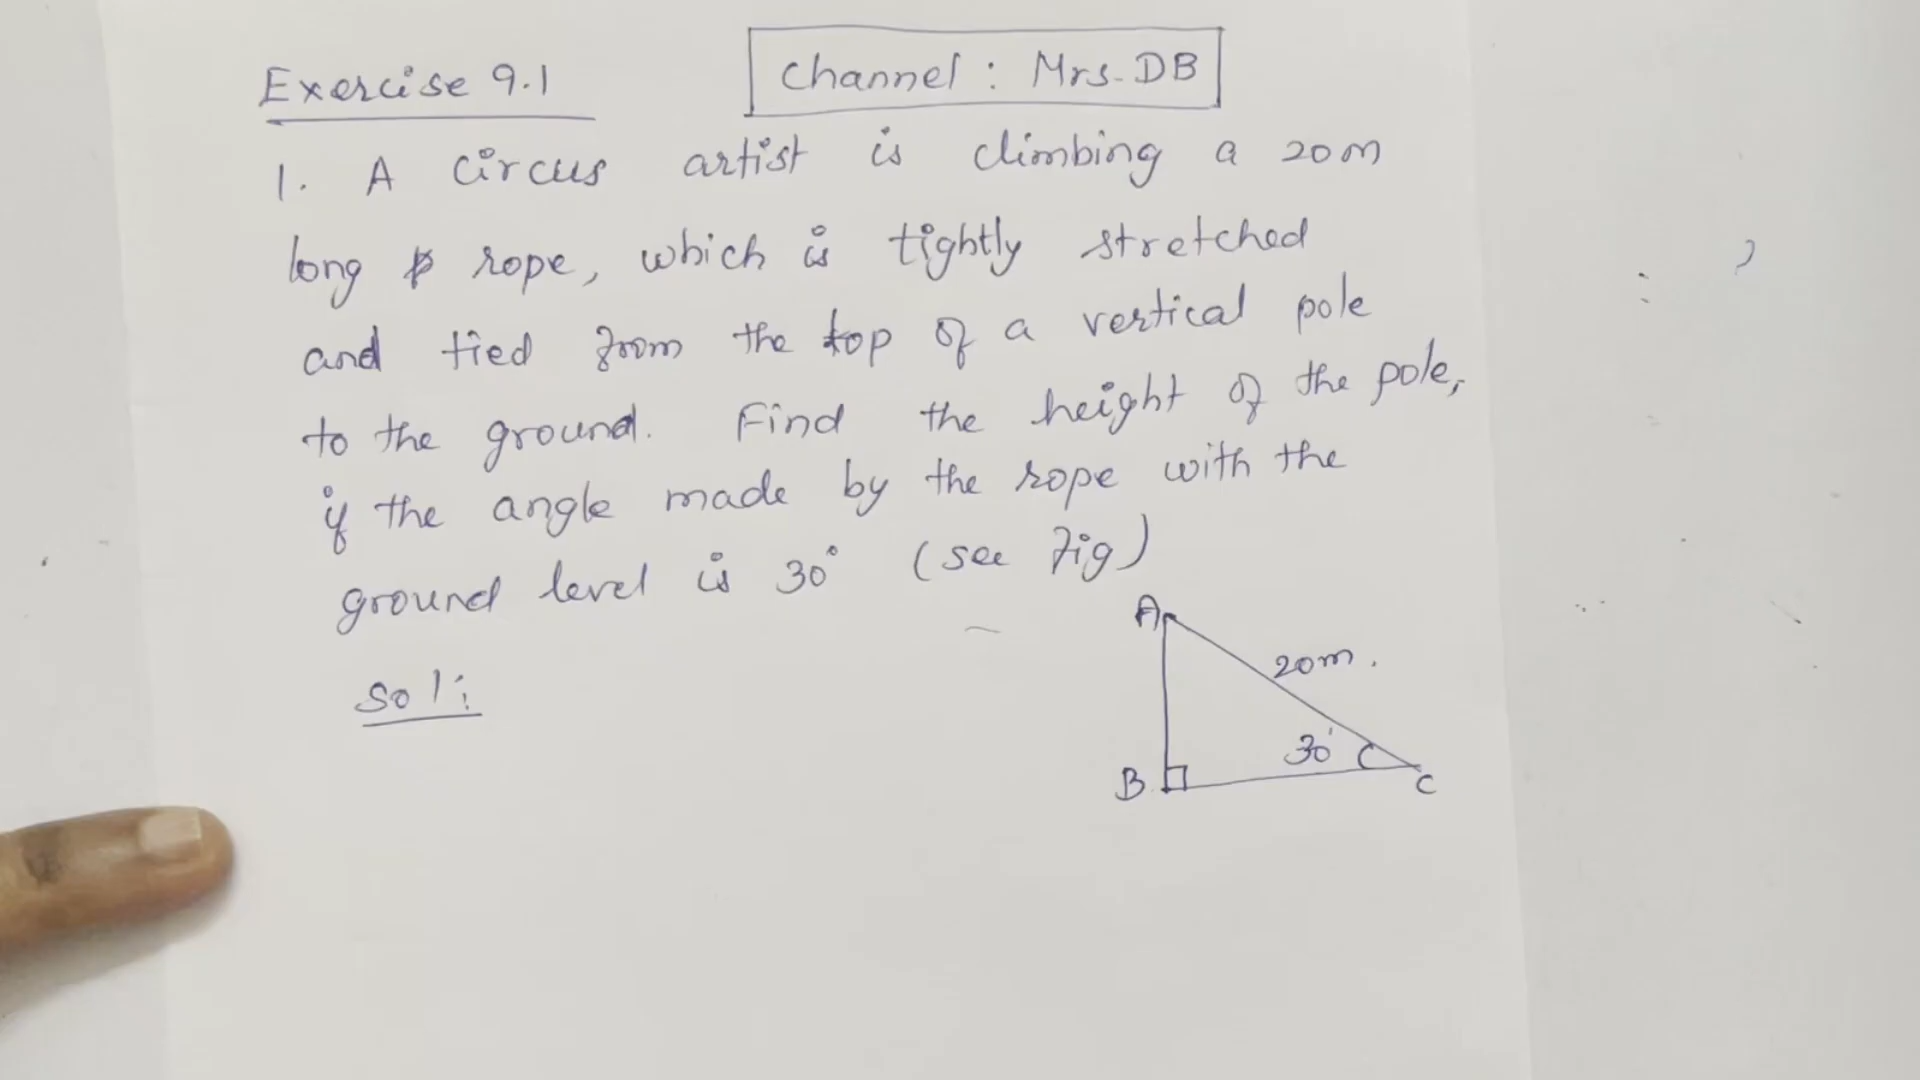 Exercise 9.1
Channel : Mrs. DB
1. A circus artist is climbing a 20m
long rope, which is tightly stretched
and tied from the top of a vertical pole
to the ground. Find the height of the pole,
if the angle made by the rope with the
ground level is 30° (see fig)
Sol:
A
20m.
30°
B
C